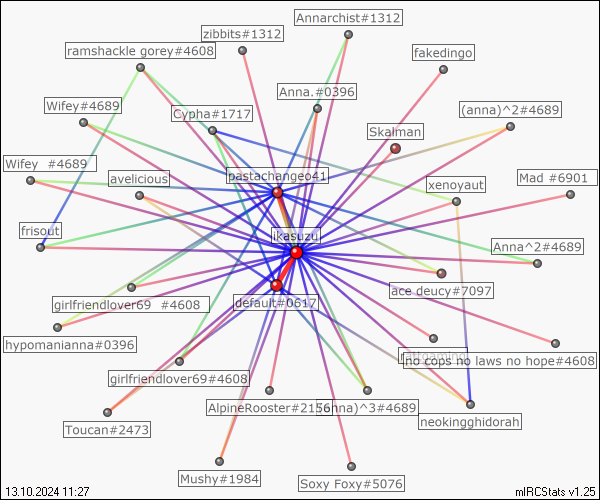 Annarchist#1312
zibbits#1312
ramshackle gorey#4608
fakedingo
Anna.#0396
Wifey#4689
Cypha#1717
(anna)^2#4689
Skalman
Wifey  #4689
avelicious
pastachangeo41
xenoyaut
Mad #6901
frisout
ikasuzu
Anna^2#4689
girlfriendlover69  #4608
default#0617
ace deucy#7097
hypomanianna#0396
no cops no laws no hope#4608
girlfriendlover69#4608
AlpineRooster#2156
nna)^3#4689
neokingghidorah
Toucan#2473
Mushy#1984
Soxy Foxy#5076
13.10.2024 11:27
mIRCStats v1.25